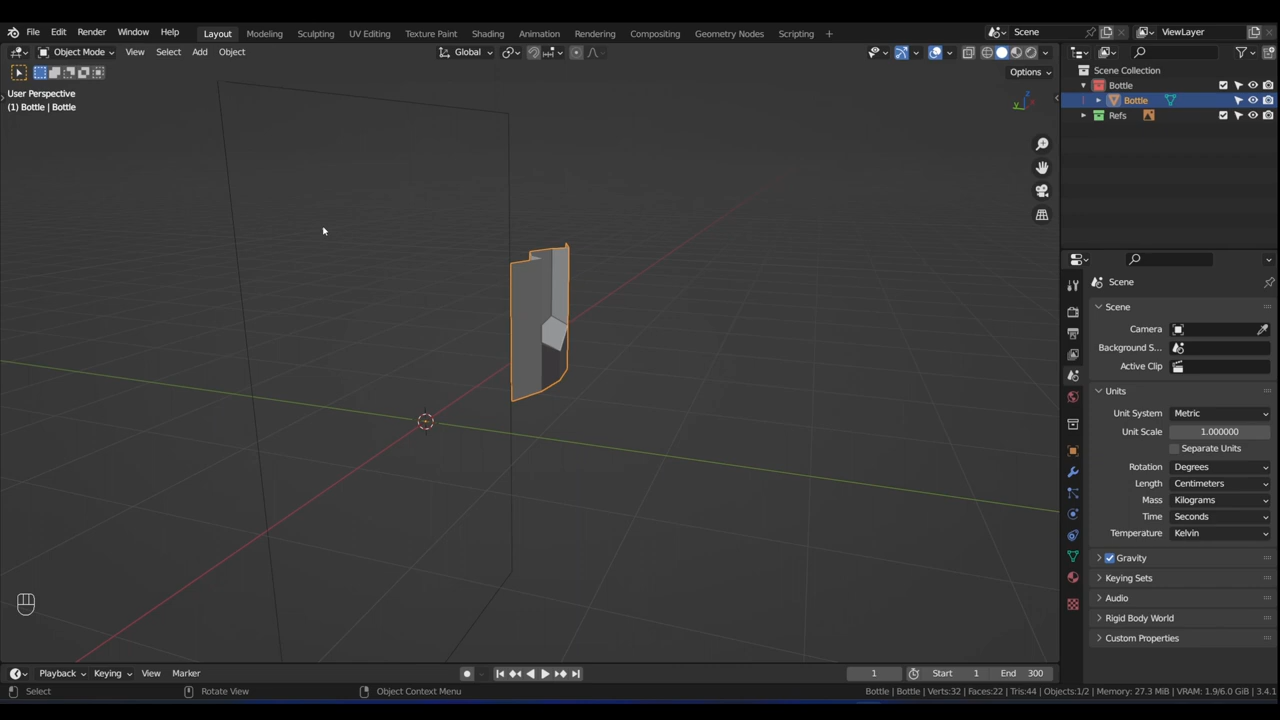 File Edit Render Window Help Layout Modeling Sculpting UV Editing Texture Paint Shading Animation Rendering Compositing Geometry Nodes Scripting + Scene ViewLayer
Object Mode View Select Add Object Global
Options
User Perspective
(1) Bottle | Bottle
Scene Collection
Bottle
Bottle
Refs
Scene
Scene
Camera
Background S...
Active Clip
Units
Unit System Metric
Unit Scale 1.000000
Separate Units
Rotation Degrees
Length Centimeters
Mass Kilograms
Time Seconds
Temperature Kelvin
Gravity
Keying Sets
Audio
Rigid Body World
Custom Properties
Playback Keying View Marker 1 Start 1 End 300
Select Rotate View Object Context Menu Bottle | Bottle | Verts:32 | Faces:22 | Tris:44 | Objects:1/2 | Memory: 27.3 MiB | VRAM: 1.9/6.0 GiB | 3.4.1